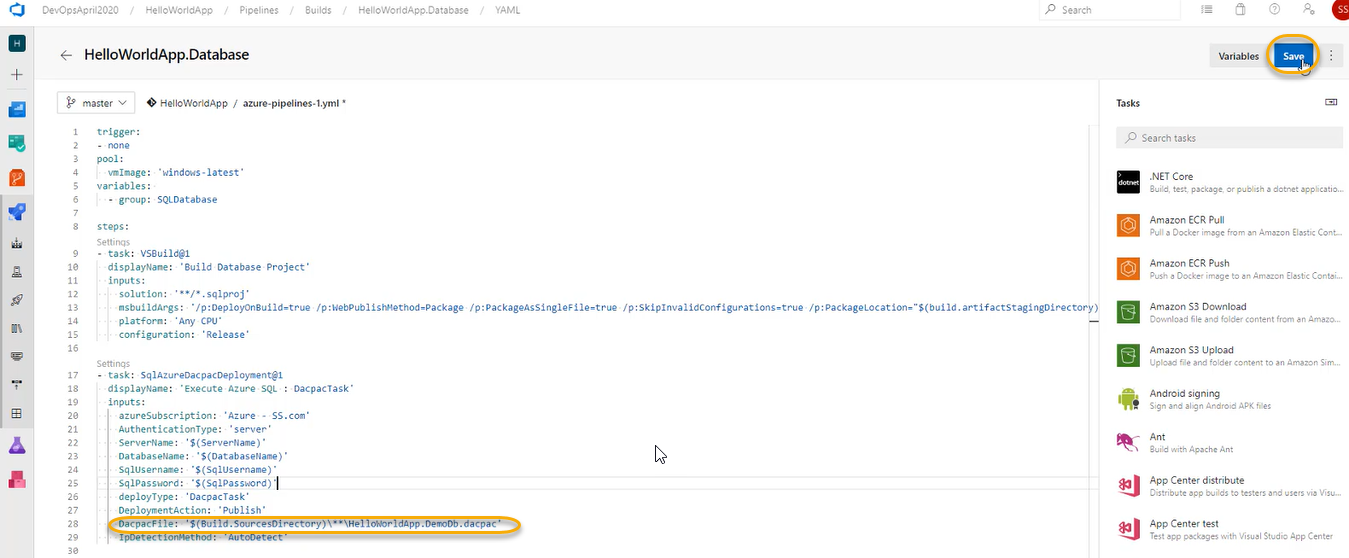 DevOpsApril2020 / HelloWorldApp / Pipelines / Builds / HelloWorldApp.Database / YAML
Search
SS
H
HelloWorldApp.Database
Variables
Save
master
HelloWorldApp / azure-pipelines-1.yml *
1 trigger:
2 - none
3 pool:
4 vmImage: 'windows-latest'
5 variables:
6 - group: SQLDatabase
7
8 steps:
Settings
9 - task: VSBuild@1
10 displayName: 'Build Database Project'
11 inputs:
12 solution: '**/*.sqlproj'
13 msbuildArgs: '/p:DeployOnBuild=true /p:WebPublishMethod=Package /p:PackageAsSingleFile=true /p:SkipInvalidConfigurations=true /p:PackageLocation="$(build.artifactStagingDirectory)
14 platform: 'Any CPU'
15 configuration: 'Release'
16
Settings
17 - task: SqlAzureDacpacDeployment@1
18 displayName: 'Execute Azure SQL : DacpacTask'
19 inputs:
20 azureSubscription: 'Azure - SS.com'
21 AuthenticationType: 'server'
22 ServerName: '$(ServerName)'
23 DatabaseName: '$(DatabaseName)'
24 SqlUsername: '$(SqlUsername)'
25 SqlPassword: '$(SqlPassword)'
26 deployType: 'DacpacTask'
27 DeploymentAction: 'Publish'
28 DacpacFile: '$(Build.SourcesDirectory)\**\HelloWorldApp.DemoDb.dacpac'
29 IpDetectionMethod: 'AutoDetect'
30
Tasks
Search tasks
dotnet
.NET Core
Build, test, package, or publish a dotnet applicatio...
Amazon ECR Pull
Pull a Docker image from an Amazon Elastic Cont...
Amazon ECR Push
Push a Docker image to an Amazon Elastic Contai...
Amazon S3 Download
Download file and folder content from an Amazo...
Amazon S3 Upload
Upload file and folder content to an Amazon Sim...
Android signing
Sign and align Android APK files
Ant
Build with Apache Ant
App Center distribute
Distribute app builds to testers and users via Visu...
App Center test
Test app packages with Visual Studio App Center